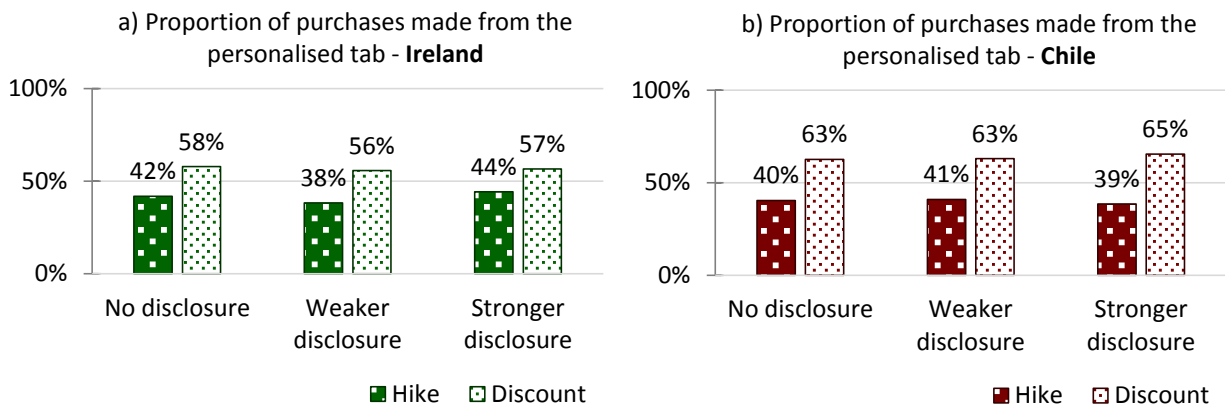 a) Proportion of purchases made from the
personalised tab - Ireland
100%
50%
0%
42%
58%
38%
56%
44%
57%
No disclosure
Weaker
disclosure
Stronger
disclosure
Hike
Discount
b) Proportion of purchases made from the
personalised tab - Chile
100%
50%
0%
40%
63%
41%
63%
39%
65%
No disclosure
Weaker
disclosure
Stronger
disclosure
Hike
Discount